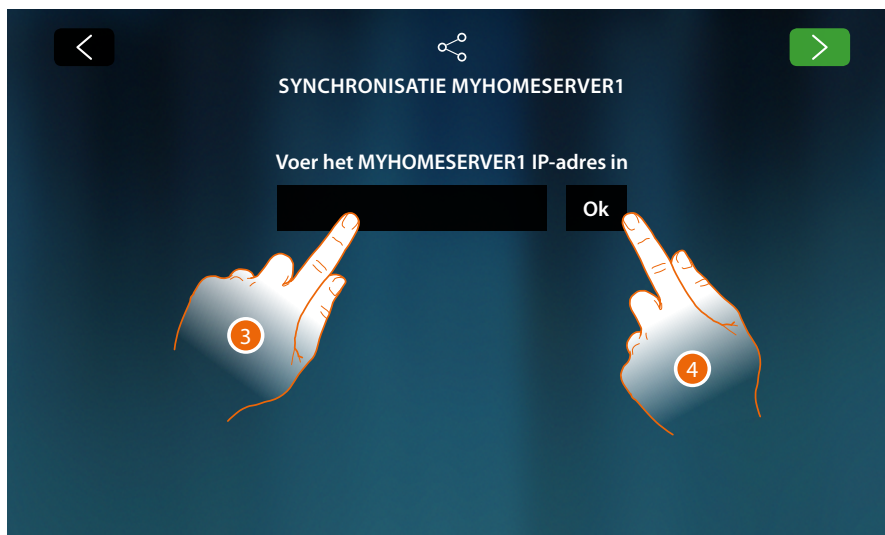 SYNCHRONISATIE MYHOMESERVER1
Voer het MYHOMESERVER1 IP-adres in
Ok
3
4